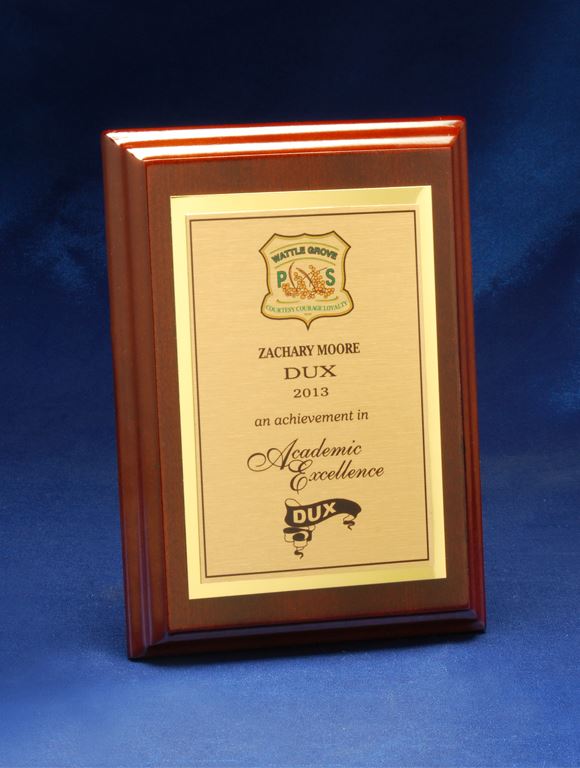 WATTLE GROVE
P S
COURTESY COURAGE LOYALTY
ZACHARY MOORE
DUX
2013
an achievement in
Academic
Excellence
DUX